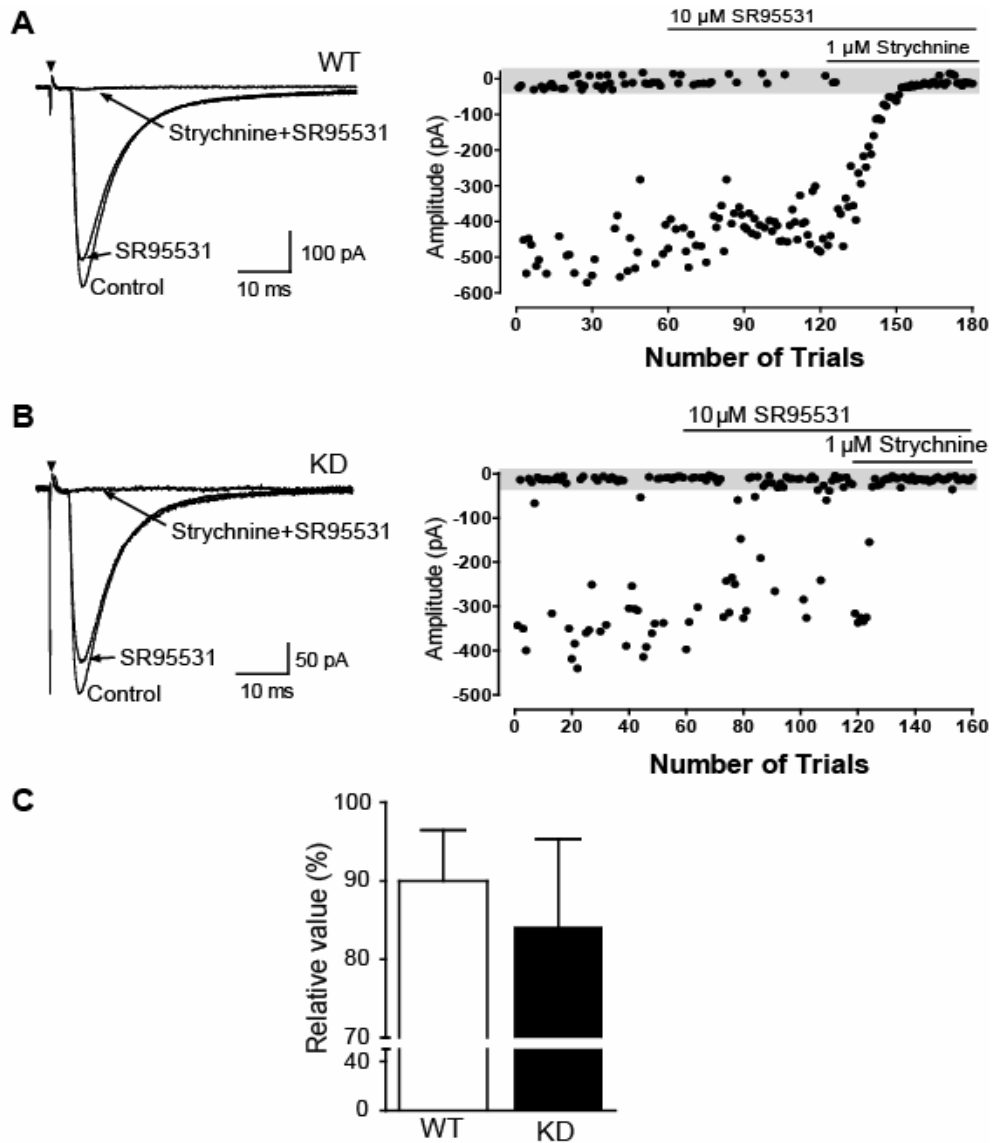 A
WT
Strychnine+SR95531
SR95531
Control
100 pA
10 ms
10 µM SR95531
1 µM Strychnine
Amplitude (pA)
0
-100
-200
-300
-400
-500
-600
0 30 60 90 120 150 180
Number of Trials
B
KD
Strychnine+SR95531
SR95531
Control
50 pA
10 ms
10 µM SR95531
1 µM Strychnine
Amplitude (pA)
0
-100
-200
-300
-400
-500
0 20 40 60 80 100 120 140 160
Number of Trials
C
Relative value (%)
100
90
80
70
40
0
WT KD